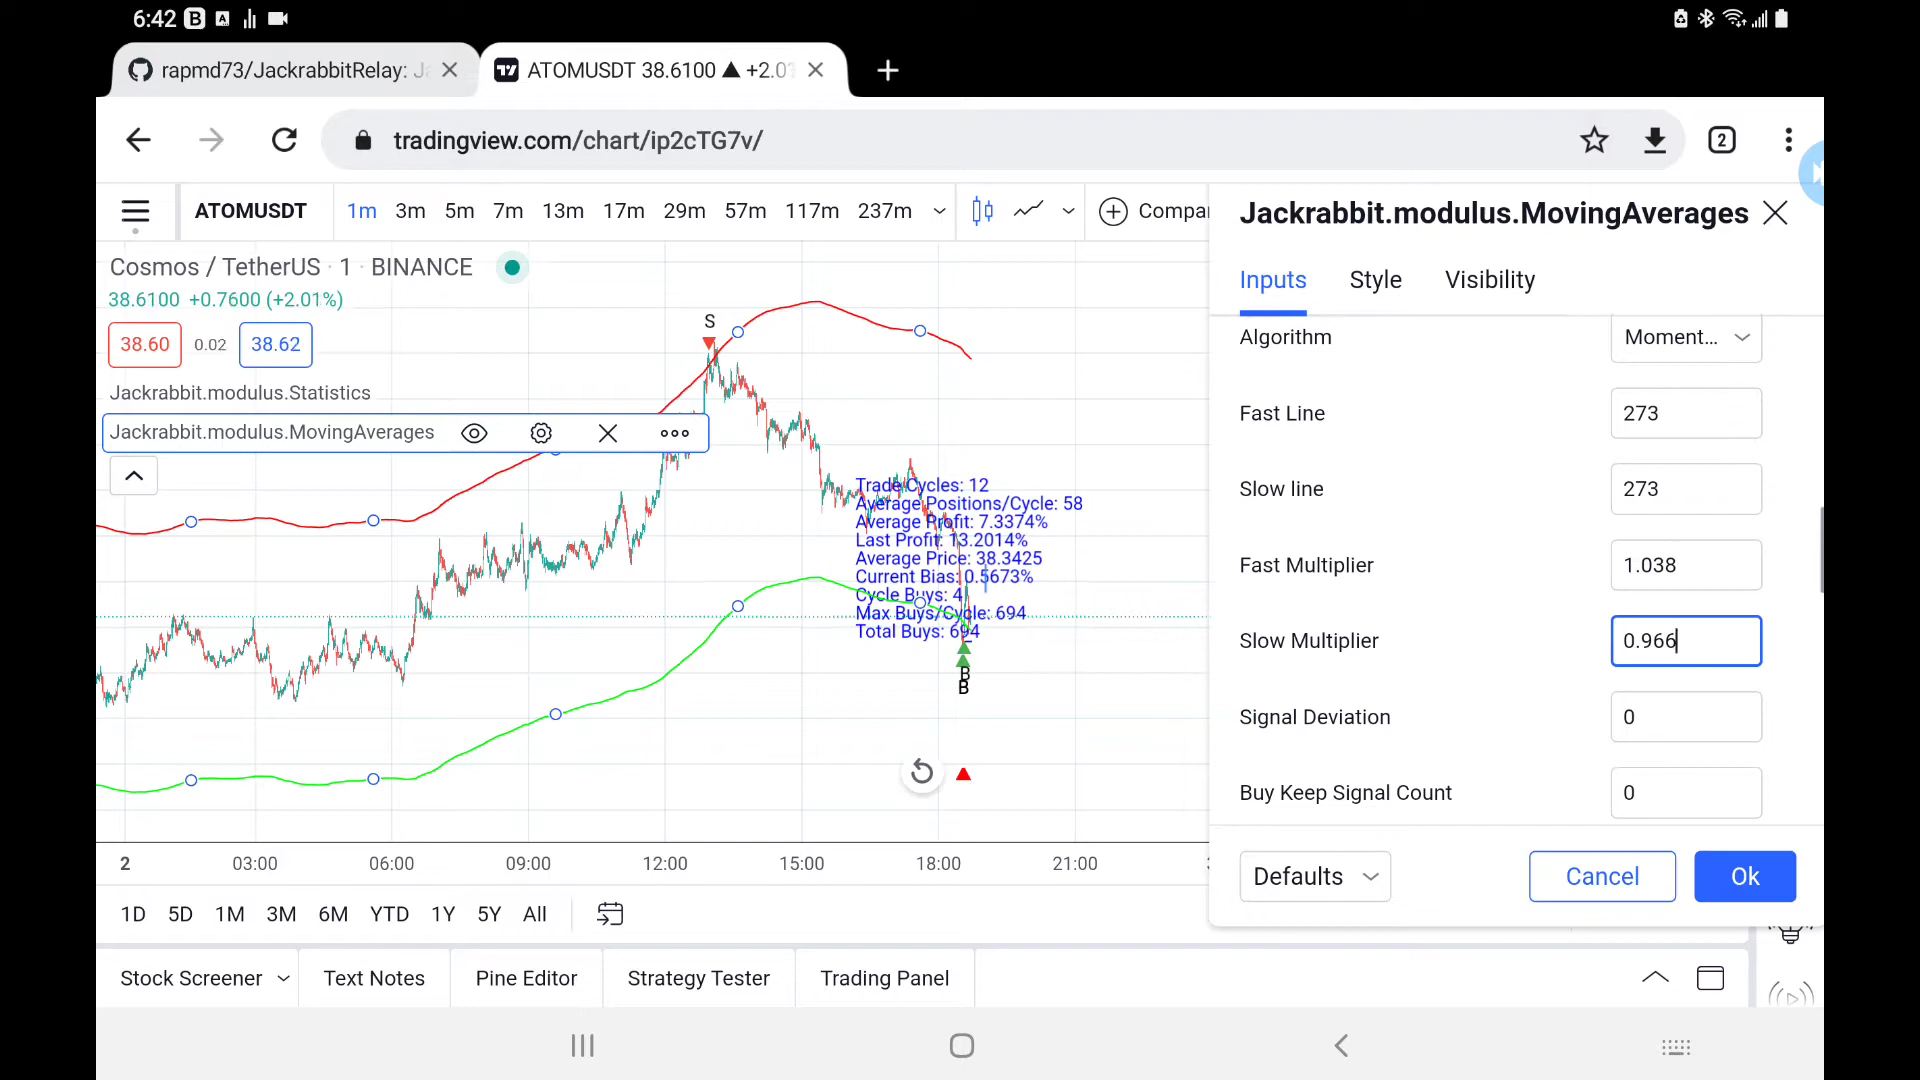 6:42
rapmd73/JackrabbitRelay: Ja
ATOMUSDT 38.6100 ▲ +2.01
tradingview.com/chart/ip2cTG7v/
2
ATOMUSDT
1m 3m 5m 7m 13m 17m 29m 57m 117m 237m
Compar
Cosmos / TetherUS · 1 · BINANCE
38.6100 +0.7600 (+2.01%)
38.60 0.02 38.62
Jackrabbit.modulus.Statistics
Jackrabbit.modulus.MovingAverages
S
Trade Cycles: 12
Average Positions/Cycle: 58
Average Profit: 7.3374%
Last Profit: 13.2014%
Average Price: 38.3425
Current Bias: 0.5673%
Cycle Buys: 4
Max Buys/Cycle: 694
Total Buys: 694
B
B
2 03:00 06:00 09:00 12:00 15:00 18:00 21:00
1D 5D 1M 3M 6M YTD 1Y 5Y All
Stock Screener Text Notes Pine Editor Strategy Tester Trading Panel
Jackrabbit.modulus.MovingAverages
Inputs Style Visibility
Algorithm Moment...
Fast Line 273
Slow line 273
Fast Multiplier 1.038
Slow Multiplier 0.966
Signal Deviation 0
Buy Keep Signal Count 0
Defaults Cancel Ok